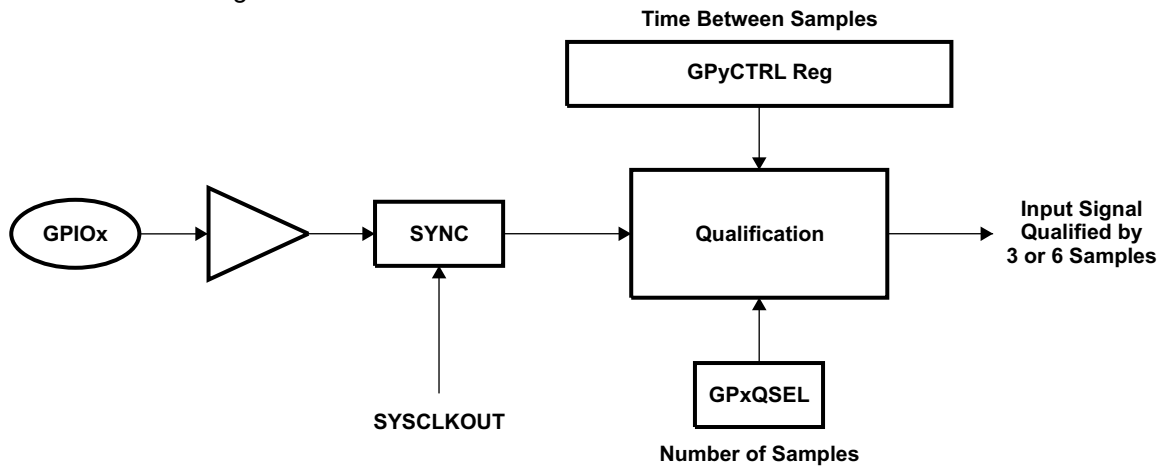 Time Between Samples
GPyCTRL Reg
GPIOx
SYNC
Qualification
Input Signal
Qualified by
3 or 6 Samples
GPxQSEL
SYSCLKOUT
Number of Samples